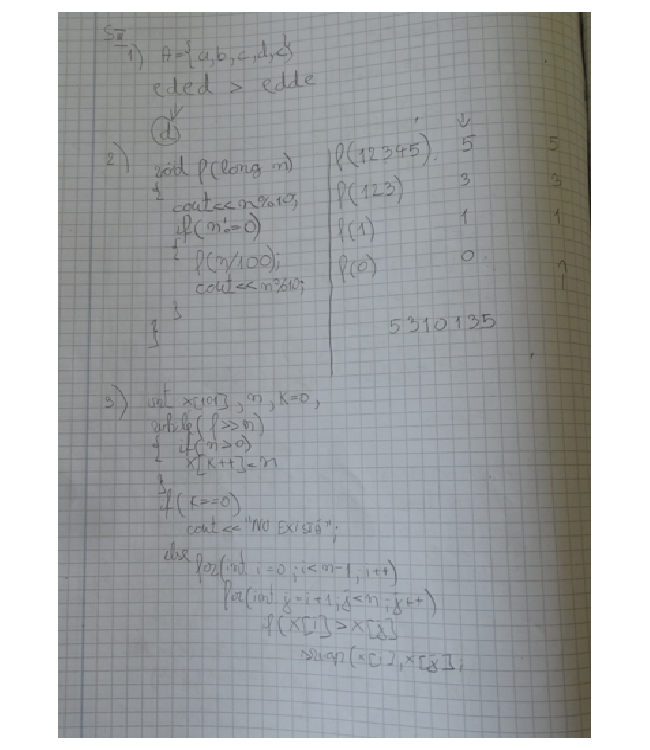 S II
1) A={a,b,c,d,e}
eded > edde
d
2) void f(long n)
{
cout<<n%10;
if(n!=0)
{
f(n/100);
cout<<n%10;
}
}
f(12345) 5 5
f(123) 3 3
f(1) 1 1
f(0) 0
5310135
3) int x[101], n, K=0,
while(f>>n)
{ if(n>0)
x[K++]=n
}
if(K==0)
cout<<"No Exista";
else
for(int i=0;i<n-1,i++)
for(int j=i+1;j<n;j++)
if(x[i]>x[j]
swap(x[i],x[j],